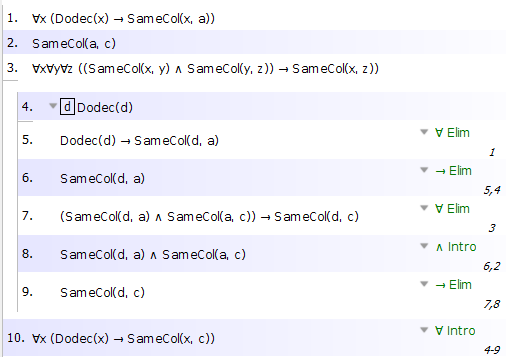 1. ∀x (Dodec(x) → SameCol(x, a))
2. SameCol(a, c)
3. ∀x∀y∀z ((SameCol(x, y) ∧ SameCol(y, z)) → SameCol(x, z))
4. d Dodec(d)
5. Dodec(d) → SameCol(d, a) ∀ Elim
1
6. SameCol(d, a) → Elim
5,4
7. (SameCol(d, a) ∧ SameCol(a, c)) → SameCol(d, c) ∀ Elim
3
8. SameCol(d, a) ∧ SameCol(a, c) ∧ Intro
6,2
9. SameCol(d, c) → Elim
7,8
10. ∀x (Dodec(x) → SameCol(x, c)) ∀ Intro
4-9